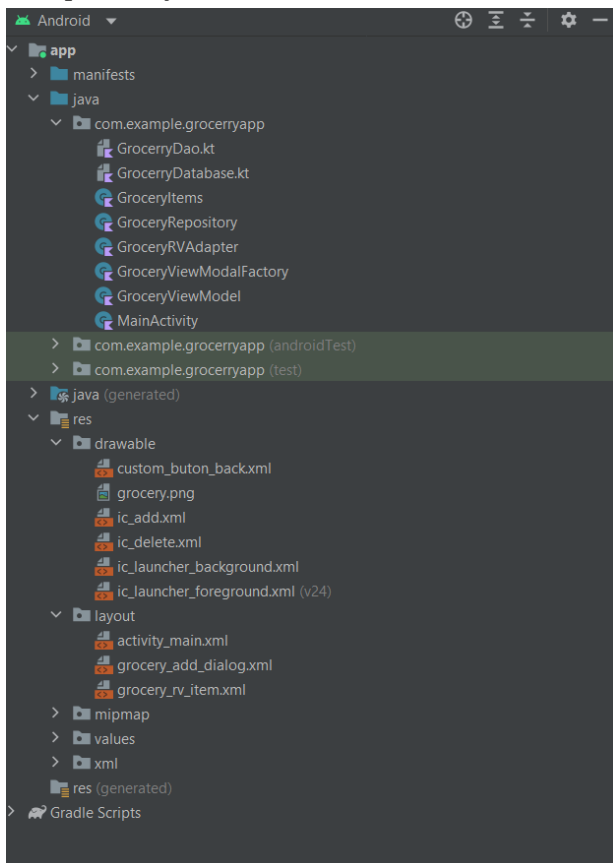 Android
app
manifests
java
com.example.grocerryapp
GrocerryDao.kt
GrocerryDatabase.kt
GroceryItems
GroceryRepository
GroceryRVAdapter
GroceryViewModalFactory
GroceryViewModel
MainActivity
com.example.grocerryapp (androidTest)
com.example.grocerryapp (test)
java (generated)
res
drawable
custom_buton_back.xml
grocery.png
ic_add.xml
ic_delete.xml
ic_launcher_background.xml
ic_launcher_foreground.xml (v24)
layout
activity_main.xml
grocery_add_dialog.xml
grocery_rv_item.xml
mipmap
values
xml
res (generated)
Gradle Scripts